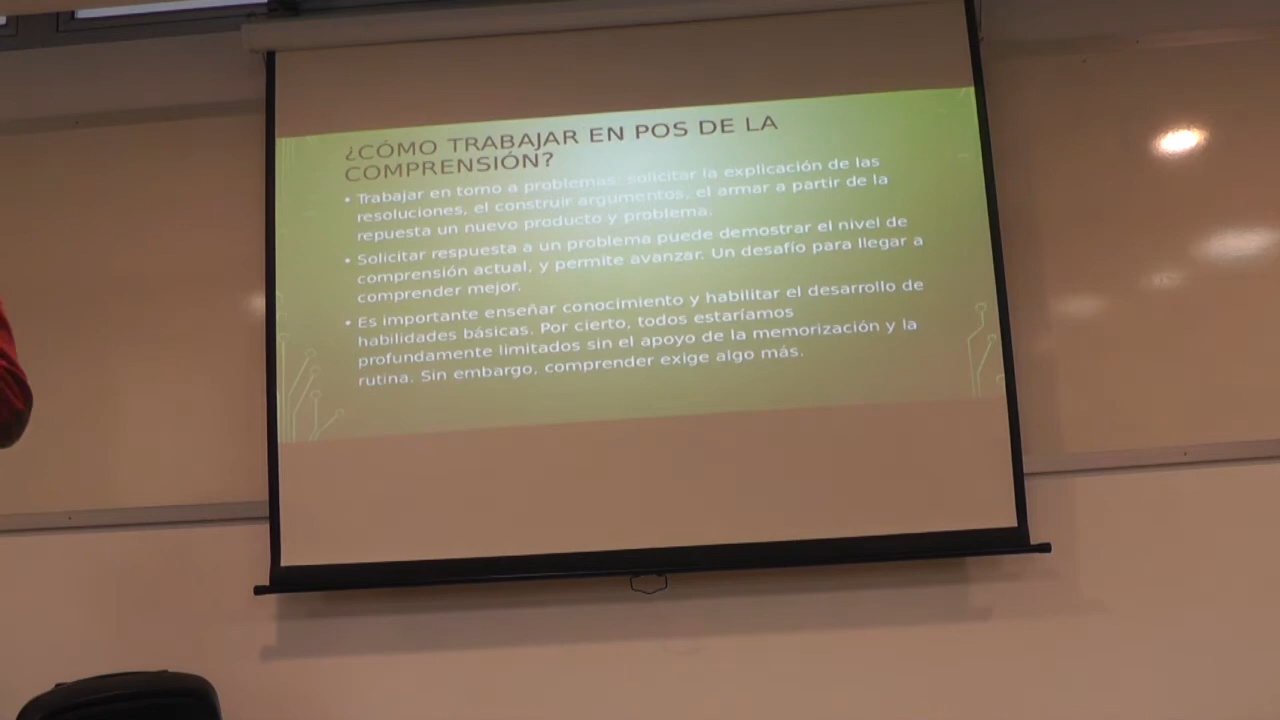 ¿CÓMO TRABAJAR EN POS DE LA
COMPRENSIÓN?
• Trabajar en torno a problemas: solicitar la explicación de las
resoluciones, el construir argumentos, el armar a partir de la
repuesta un nuevo producto y problema.
• Solicitar respuesta a un problema puede demostrar el nivel de
comprensión actual, y permite avanzar. Un desafío para llegar a
comprender mejor.
• Es importante enseñar conocimiento y habilitar el desarrollo de
habilidades básicas. Por cierto, todos estaríamos
profundamente limitados sin el apoyo de la memorización y la
rutina. Sin embargo, comprender exige algo más.